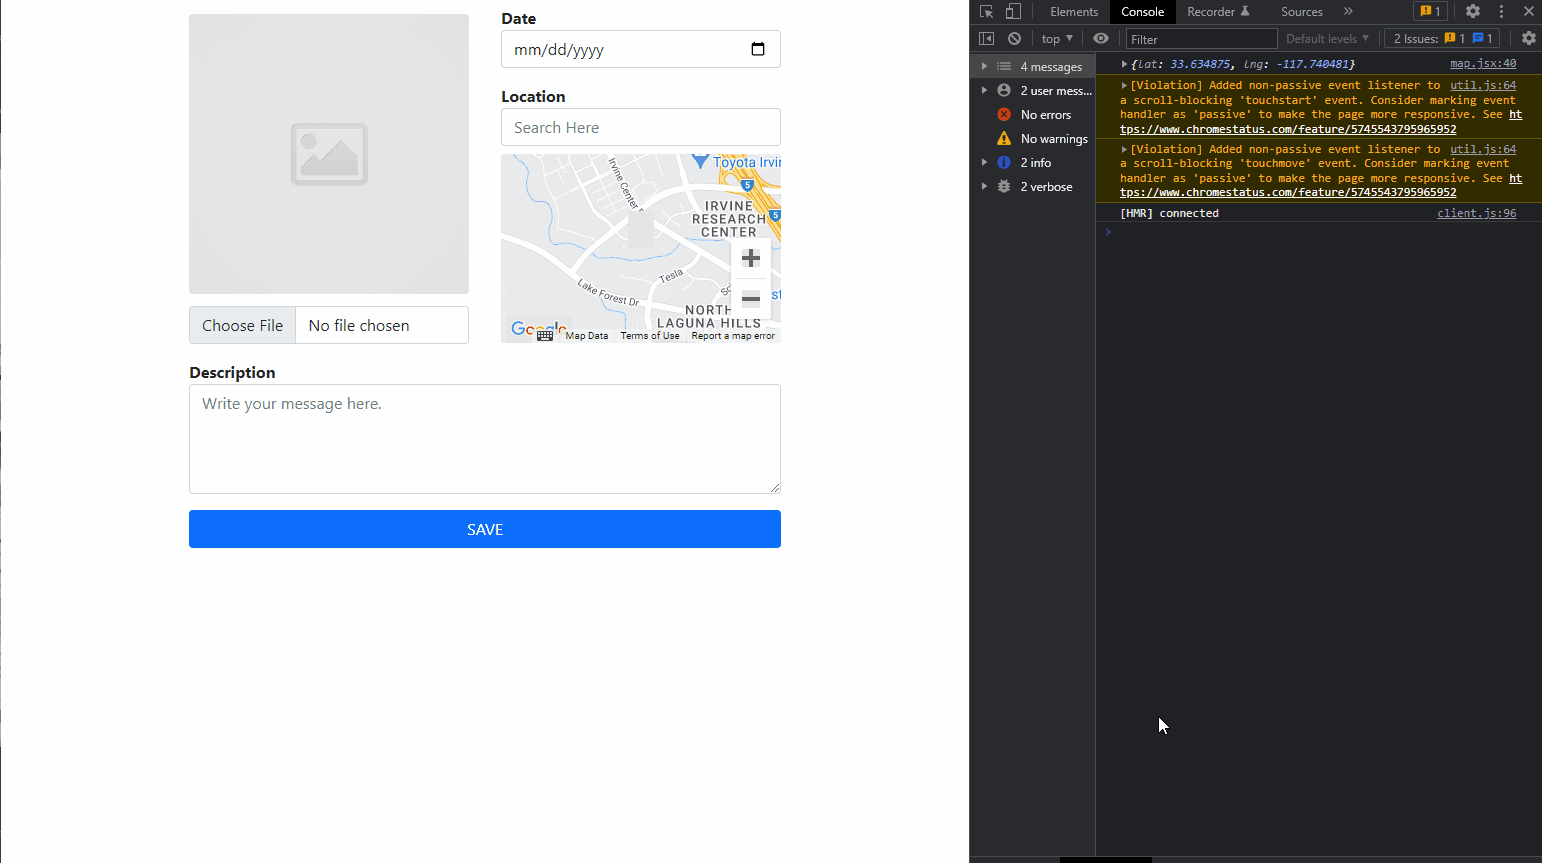 Date
mm/dd/yyyy
Location
Search Here
Toyota Irvi
Irvine Center
5
IRVINE
RESEARCH
CENTER
5
Tesla
Lake Forest Dr
NORTH
LAGUNA HILLS
Google
Map Data
Terms of Use
Report a map error
Choose File
No file chosen
Description
Write your message here.
SAVE
Elements
Console
Recorder
Sources
1
top
Filter
Default levels
2 Issues:
1
1
4 messages
2 user mess...
No errors
No warnings
2 info
2 verbose
{lat: 33.634875, lng: -117.740481}
map.jsx:40
[Violation] Added non-passive event listener to util.js:64
a scroll-blocking 'touchstart' event. Consider marking event
handler as 'passive' to make the page more responsive. See ht
tps://www.chromestatus.com/feature/5745543795965952
[Violation] Added non-passive event listener to util.js:64
a scroll-blocking 'touchmove' event. Consider marking event
handler as 'passive' to make the page more responsive. See ht
tps://www.chromestatus.com/feature/5745543795965952
[HMR] connected
client.js:96